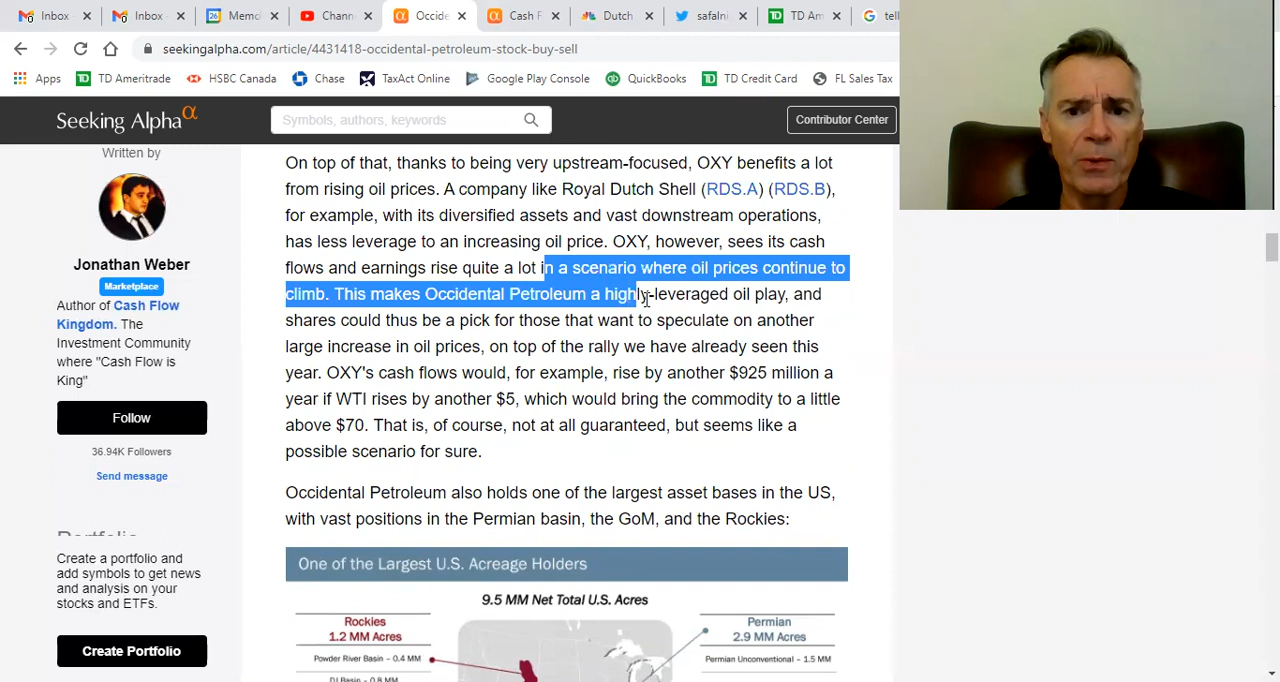 Inbox -
Inbox -
Memo
Chann
Occide
Cash F
Dutch
safalni
TD Am
tell
seekingalpha.com/article/4431418-occidental-petroleum-stock-buy-sell
Apps
TD Ameritrade
HSBC Canada
Chase
TaxAct Online
Google Play Console
QuickBooks
TD Credit Card
FL Sales Tax
Seeking Alpha α
Symbols, authors, keywords
Contributor Center
Written by
Jonathan Weber
Marketplace
Author of Cash Flow
Kingdom. The
Investment Community
where "Cash Flow is
King"
Follow
36.94K Followers
Send message
Portfolio
Create a portfolio and
add symbols to get news
and analysis on your
stocks and ETFs.
Create Portfolio
On top of that, thanks to being very upstream-focused, OXY benefits a lot
from rising oil prices. A company like Royal Dutch Shell (RDS.A) (RDS.B),
for example, with its diversified assets and vast downstream operations,
has less leverage to an increasing oil price. OXY, however, sees its cash
flows and earnings rise quite a lot in a scenario where oil prices continue to
climb. This makes Occidental Petroleum a highly-leveraged oil play, and
shares could thus be a pick for those that want to speculate on another
large increase in oil prices, on top of the rally we have already seen this
year. OXY's cash flows would, for example, rise by another $925 million a
year if WTI rises by another $5, which would bring the commodity to a little
above $70. That is, of course, not at all guaranteed, but seems like a
possible scenario for sure.
Occidental Petroleum also holds one of the largest asset bases in the US,
with vast positions in the Permian basin, the GoM, and the Rockies:
One of the Largest U.S. Acreage Holders
9.5 MM Net Total U.S. Acres
Rockies
1.2 MM Acres
Powder River Basin – 0.4 MM
DJ Basin – 0.8 MM
Permian
2.9 MM Acres
Permian Unconventional – 1.5 MM